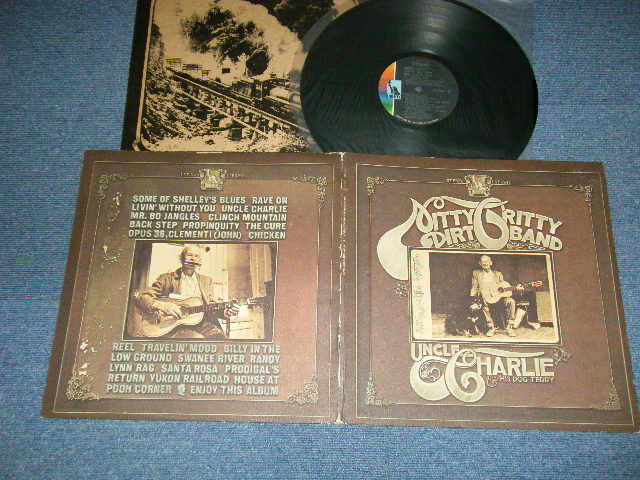 SOME OF SHELLEY'S BLUES RAVE ON
LIVIN' WITHOUT YOU UNCLE CHARLIE
MR. BO JANGLES CLINCH MOUNTAIN
BACK STEP PROPINQUITY THE CURE
OPUS 36, CLEMENTI (JOHN) CHICKEN
REEL TRAVELIN' MOOD BILLY IN THE
LOW GROUND SWANEE RIVER RANDY
LYNN RAG SANTA ROSA PRODIGAL'S
RETURN YUKON RAILROAD HOUSE AT
POOH CORNER ENJOY THIS ALBUM
NITTY GRITTY
DIRT BAND
UNCLE CHARLIE
& HIS DOG TEDDY